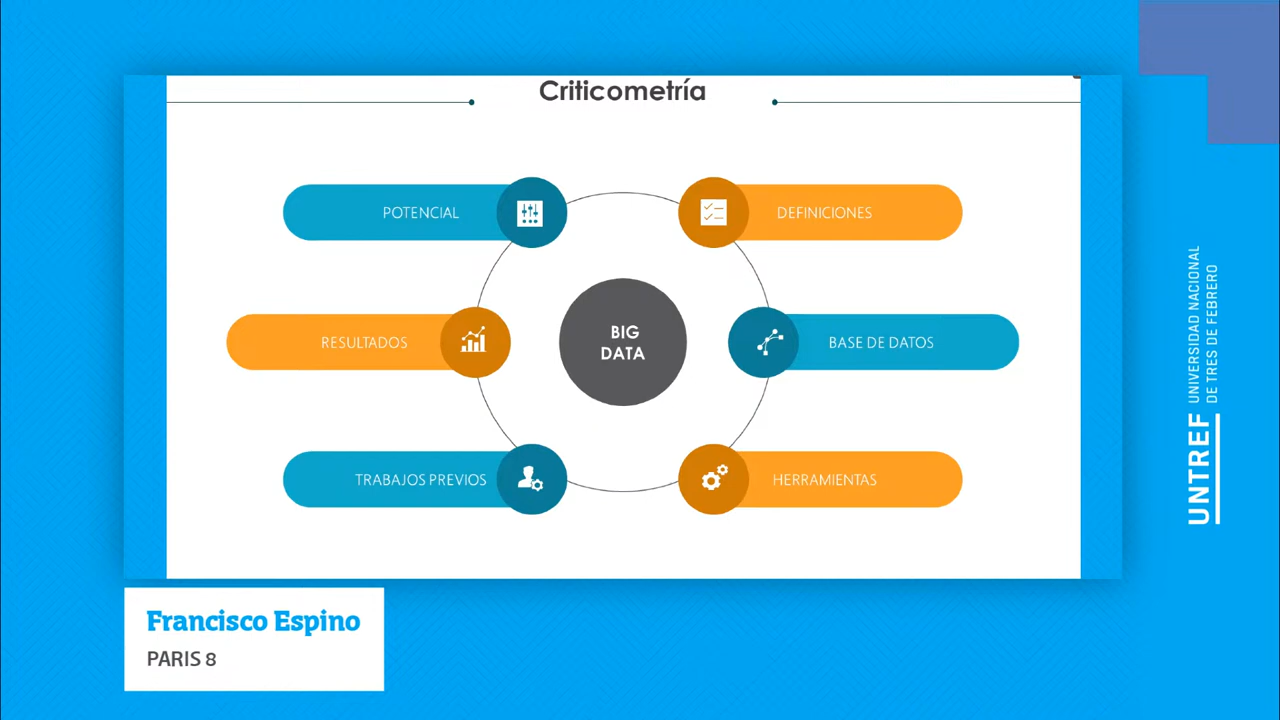 Criticometría
POTENCIAL
DEFINICIONES
RESULTADOS
BIG
DATA
BASE DE DATOS
TRABAJOS PREVIOS
HERRAMIENTAS
Francisco Espino
PARIS 8
UNTREF
UNIVERSIDAD NACIONAL
DE TRES DE FEBRERO